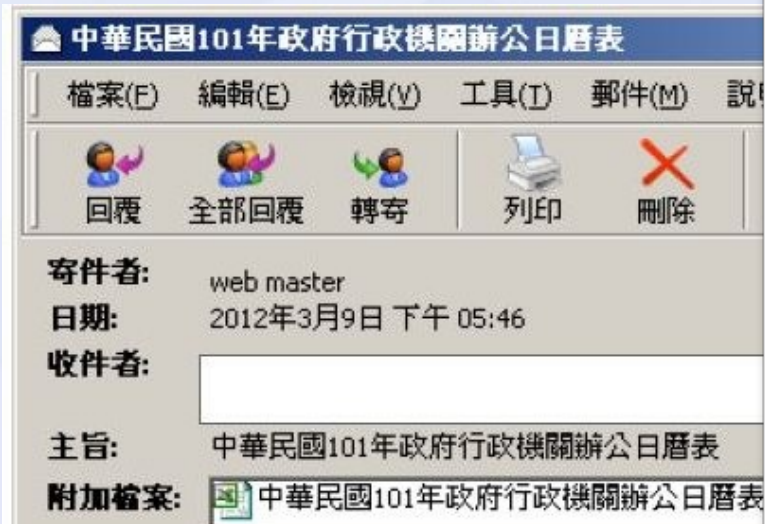 中華民國101年政府行政機關辦公日曆表
檔案(F) 編輯(E) 檢視(V) 工具(T) 郵件(M) 說
回覆 全部回覆 轉寄 列印 刪除
寄件者: web master
日期: 2012年3月9日 下午 05:46
收件者:
主旨: 中華民國101年政府行政機關辦公日曆表
附加檔案: 中華民國101年政府行政機關辦公日曆表